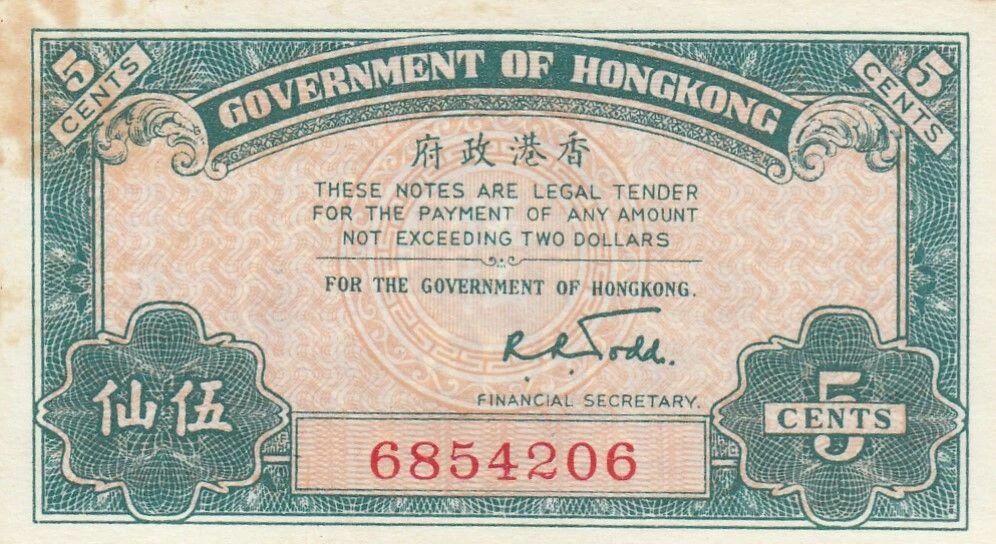 5 CENTS
GOVERNMENT OF HONGKONG
5 CENTS
府政港香
THESE NOTES ARE LEGAL TENDER
FOR THE PAYMENT OF ANY AMOUNT
NOT EXCEEDING TWO DOLLARS
FOR THE GOVERNMENT OF HONGKONG.
R. R. Todd.
FINANCIAL SECRETARY.
仙伍
5 CENTS
6854206